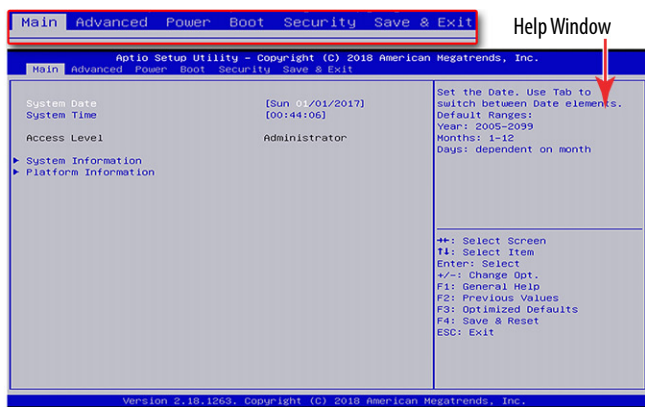 Main Advanced Power Boot Security Save & Exit
Help Window
Aptio Setup Utility – Copyright (C) 2018 American Megatrends, Inc.
Main Advanced Power Boot Security Save & Exit
System Date [Sun 01/01/2017]
System Time [00:44:06]
Access Level Administrator
► System Information
► Platform Information
Set the Date. Use Tab to
switch between Date elements.
Default Ranges:
Year: 2005-2099
Months: 1-12
Days: dependent on month
→←: Select Screen
↑↓: Select Item
Enter: Select
+/-: Change Opt.
F1: General Help
F2: Previous Values
F3: Optimized Defaults
F4: Save & Reset
ESC: Exit
Version 2.18.1263. Copyright (C) 2018 American Megatrends, Inc.